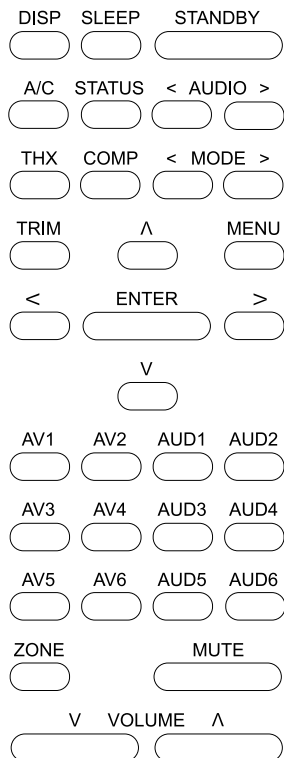 DISP SLEEP STANDBY
A/C STATUS < AUDIO >
THX COMP < MODE >
TRIM Λ MENU
< ENTER >
V
AV1 AV2 AUD1 AUD2
AV3 AV4 AUD3 AUD4
AV5 AV6 AUD5 AUD6
ZONE MUTE
V VOLUME Λ